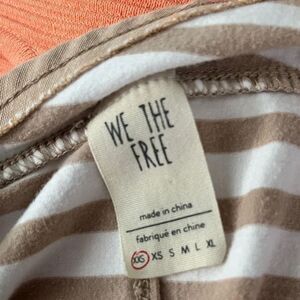 WE THE
FREE
made in china
fabriqué en chine
XXS XS S M L XL